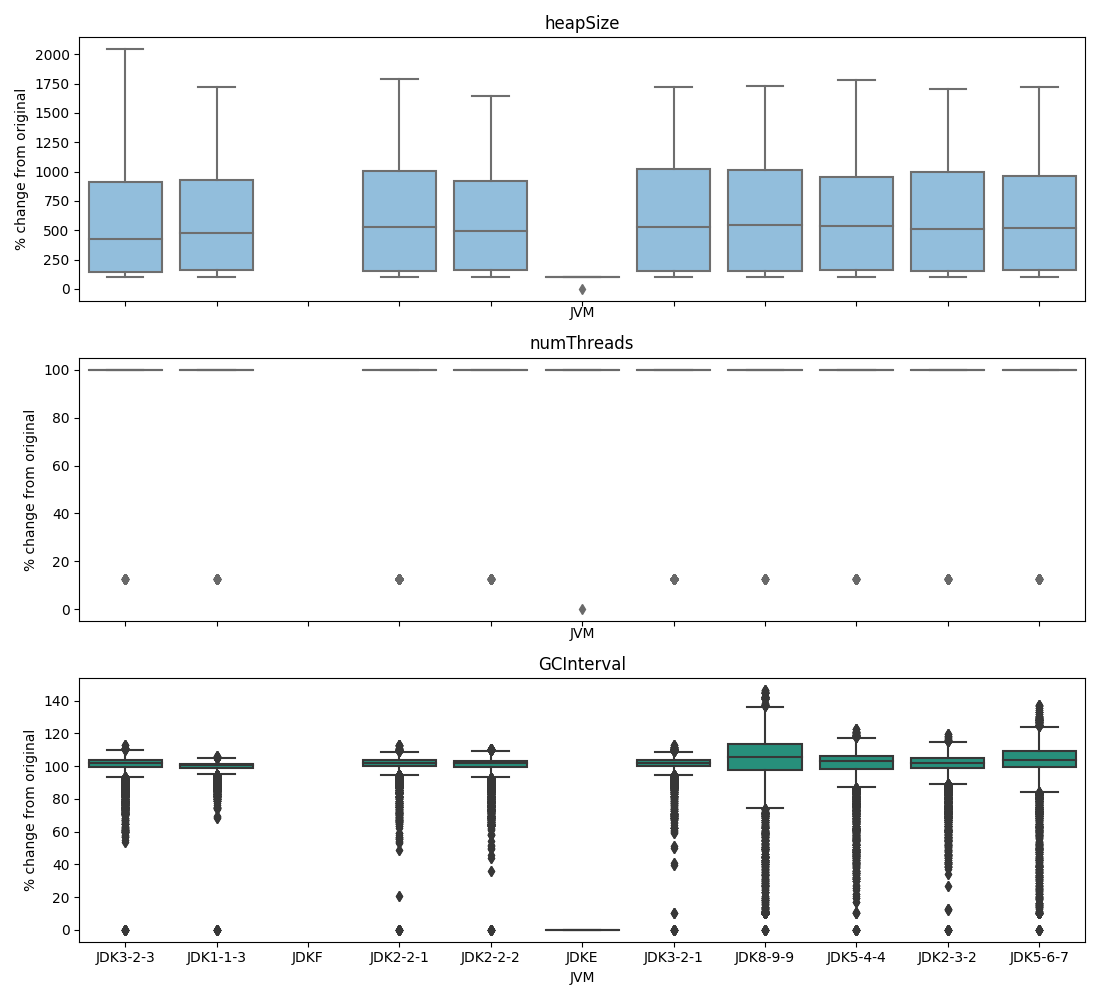 heapSize
% change from original
2000
1750
1500
1250
1000
750
500
250
0
JVM
numThreads
% change from original
100
80
60
40
20
0
JVM
GCInterval
% change from original
140
120
100
80
60
40
20
0
JDK3-2-3 JDK1-1-3 JDKF JDK2-2-1 JDK2-2-2 JDKE JDK3-2-1 JDK8-9-9 JDK5-4-4 JDK2-3-2 JDK5-6-7
JVM